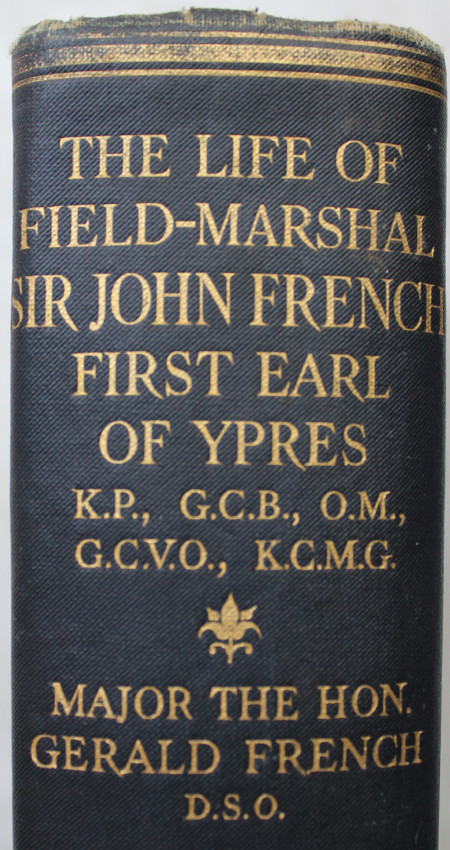 THE LIFE OF
FIELD-MARSHAL
SIR JOHN FRENCH
FIRST EARL
OF YPRES
K.P., G.C.B., O.M.,
G.C.V.O., K.C.M.G.
MAJOR THE HON.
GERALD FRENCH
D.S.O.